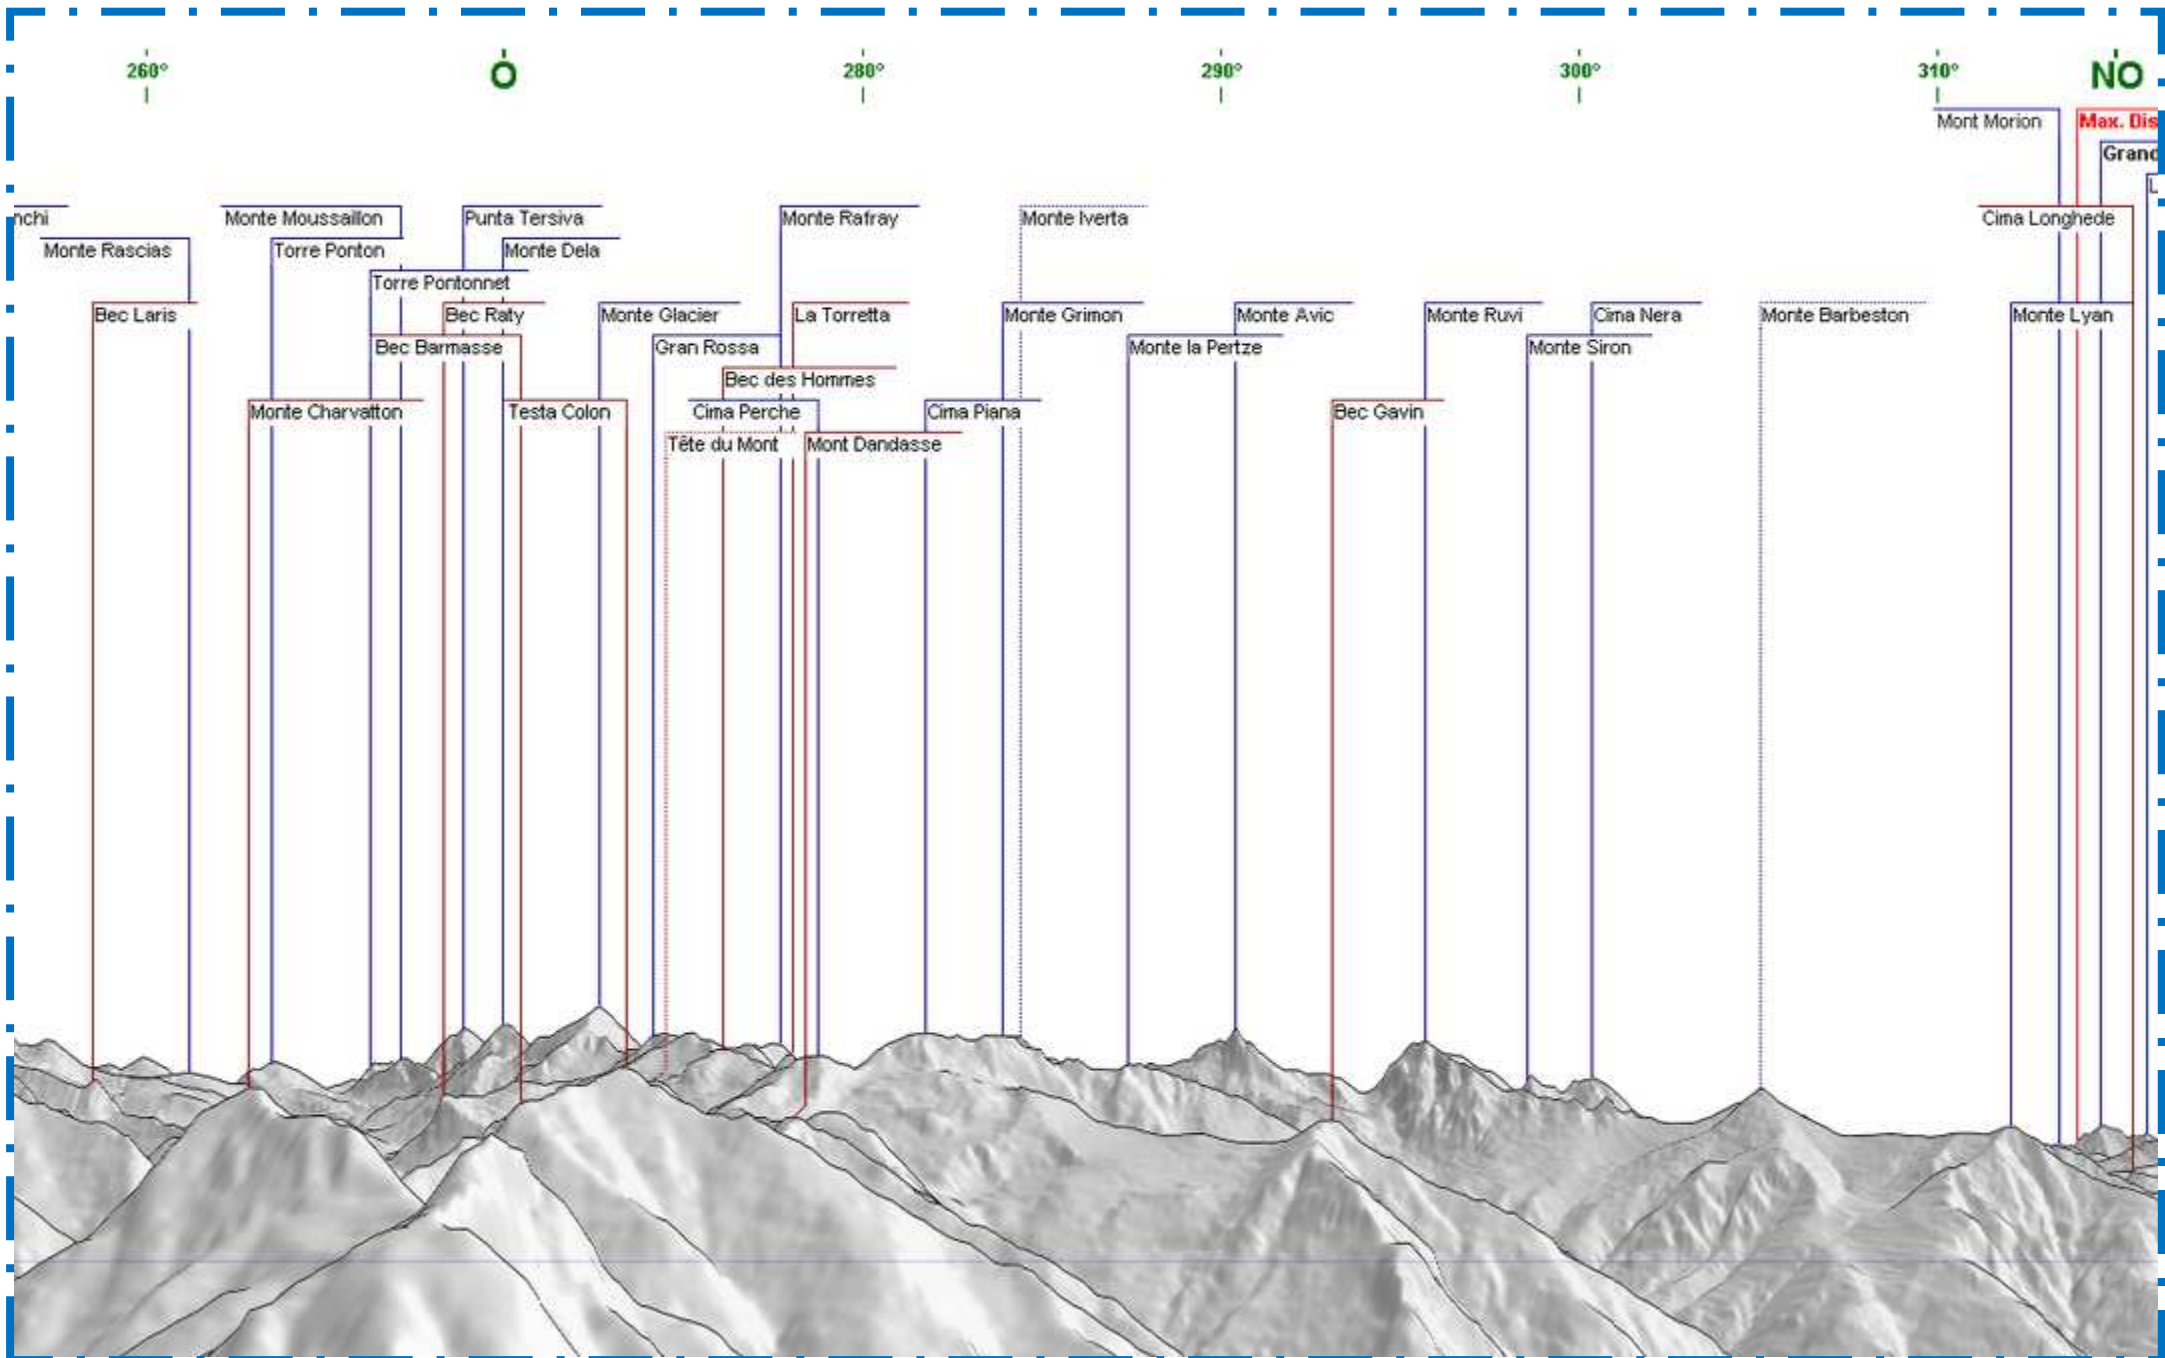 260° O 280° 290° 300° 310° NO
Mont Morion Max. Dis
Grand
L
nchi Monte Moussaillon Punta Tersiva Monte Rafray Monte Iverta Cima Longhede
Monte Rascias Torre Ponton Monte Dela
Torre Pontonnet
Bec Laris Bec Raty Monte Glacier La Torretta Monte Grimon Monte Avic Monte Ruvi Cima Nera Monte Barbeston Monte Lyan
Bec Barmasse Gran Rossa Monte la Pertze Monte Siron
Bec des Hommes
Monte Charvatton Testa Colon Cima Perche Cima Piana Bec Gavin
Tête du Mont Mont Dandasse